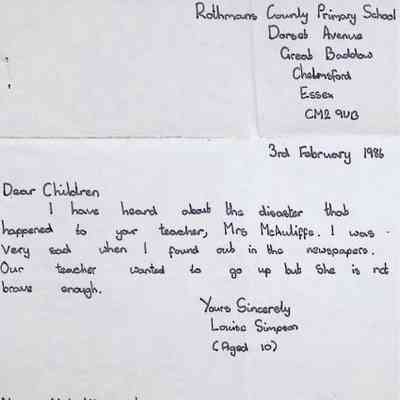 Rothmans County Primary School
Dorset Avenue
Great Baddow
Chelmsford
Essex
CM2 9UB
3rd February 1986
Dear Children
I have heard about the disaster that
happened to your teacher, Mrs McAuliffe. I was
very sad when I found out in the newspapers.
Our teacher wanted to go up but she is not
brave enough.
Yours Sincerely
Louise Simpson
(Aged 10)